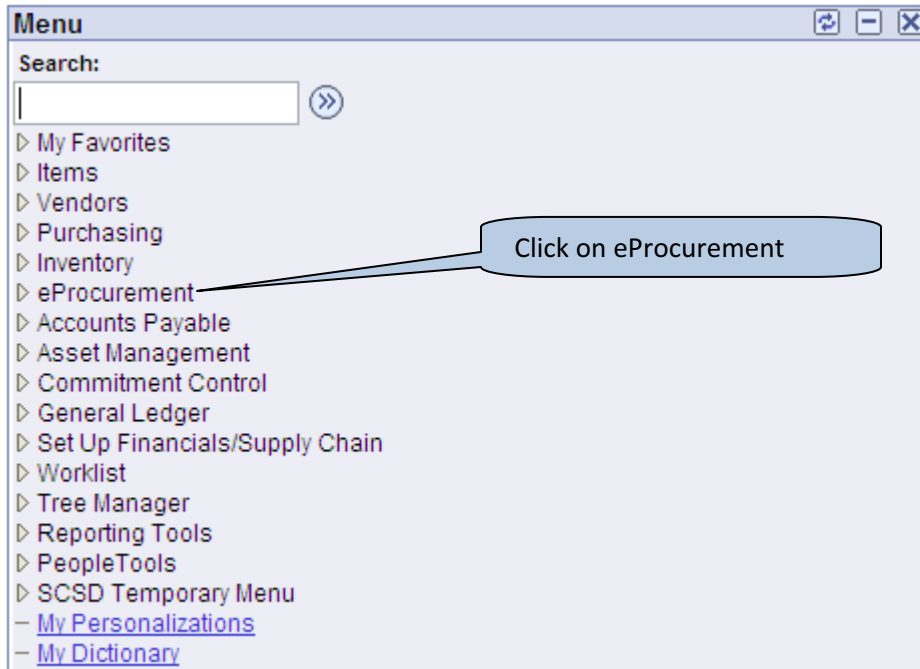 Menu
Search:
My Favorites
Items
Vendors
Purchasing
Inventory
Click on eProcurement
eProcurement
Accounts Payable
Asset Management
Commitment Control
General Ledger
Set Up Financials/Supply Chain
Worklist
Tree Manager
Reporting Tools
PeopleTools
SCSD Temporary Menu
My Personalizations
My Dictionary